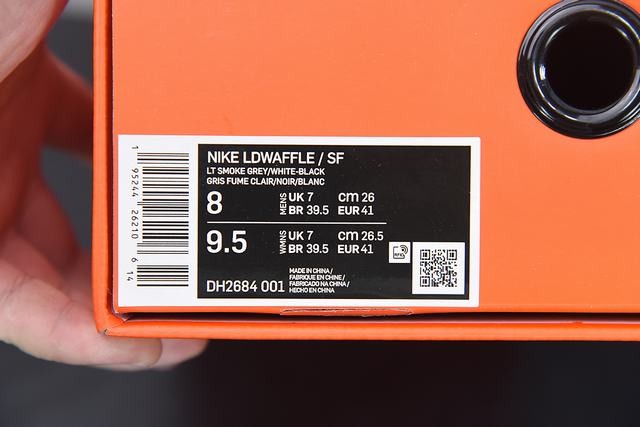 NIKE LDWAFFLE / SF
LT SMOKE GREY/WHITE-BLACK
GRIS FUME CLAIR/NOIR/BLANC
8 MENS UK 7 cm 26
BR 39.5 EUR 41
9.5 WMNS UK 7 cm 26.5
BR 39.5 EUR 41
RFID
DH2684 001
MADE IN CHINA/
FABRIQUE EN CHINE/
FABRICADO NA CHINA/
HECHO EN CHINA
1 95244 26210 6 14